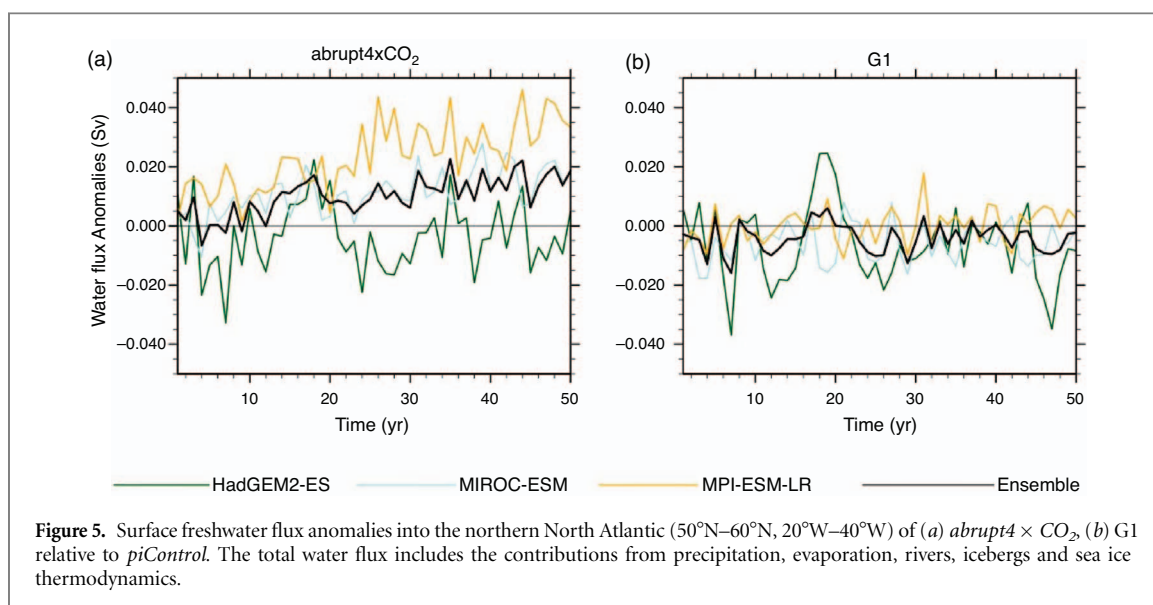 (a) abrupt4xCO₂
0.040
0.020
0.000
−0.020
−0.040
Water flux Anomalies (Sv)
10 20 30 40 50
Time (yr)
(b) G1
0.040
0.020
0.000
−0.020
−0.040
10 20 30 40 50
Time (yr)
HadGEM2-ES MIROC-ESM MPI-ESM-LR Ensemble
Figure 5. Surface freshwater flux anomalies into the northern North Atlantic (50°N–60°N, 20°W–40°W) of (a) abrupt4 × CO₂, (b) G1
relative to piControl. The total water flux includes the contributions from precipitation, evaporation, rivers, icebergs and sea ice
thermodynamics.